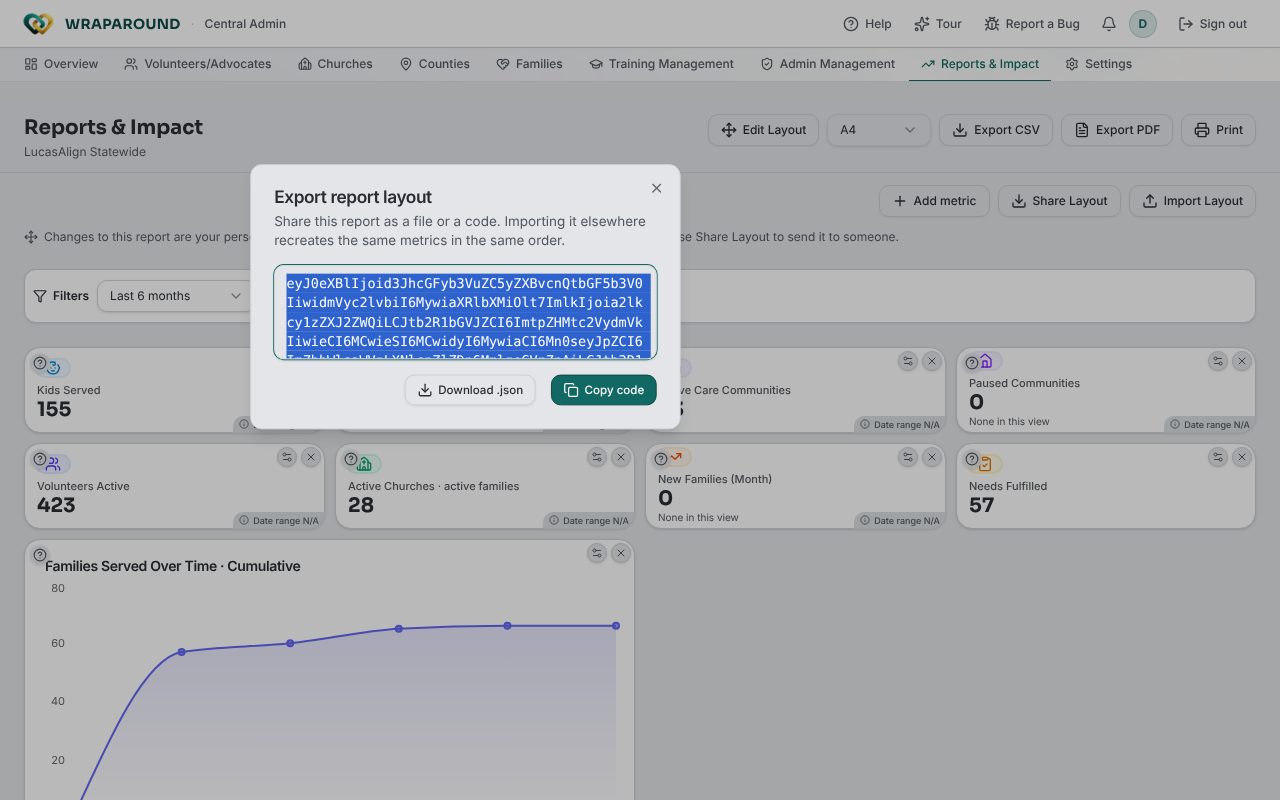 WRAPAROUND · Central Admin
Help
Tour
Report a Bug
D
Sign out
Overview
Volunteers/Advocates
Churches
Counties
Families
Training Management
Admin Management
Reports & Impact
Settings
Reports & Impact
LucasAlign Statewide
Edit Layout
A4
Export CSV
Export PDF
Print
Add metric
Share Layout
Import Layout
Changes to this report are your
se Share Layout to send it to someone.
Export report layout
Share this report as a file or a code. Importing it elsewhere
recreates the same metrics in the same order.
eyJ0eXBlIjoid3JhcGFyb3VuZC5yZXBvcnQtbGF5b3V0
IiwidmVyc2lvbiI6MywiaXRlbXMiOlt7ImlkIjoia2lk
cy1zZXJ2ZWQiLCJtb2R1bGVJZCI6ImtpZHMtc2VydmVk
IiwieCI6MCwieSI6MCwidyI6MywiaCI6Mn0seyJpZCI6
Download .json
Copy code
Filters
Last 6 months
Kids Served
155
ve Care Communities
Date range N/A
Paused Communities
0
None in this view
Date range N/A
Volunteers Active
423
Date range N/A
Active Churches · active families
28
Date range N/A
New Families (Month)
0
None in this view
Date range N/A
Needs Fulfilled
57
Families Served Over Time · Cumulative
80
60
40
20